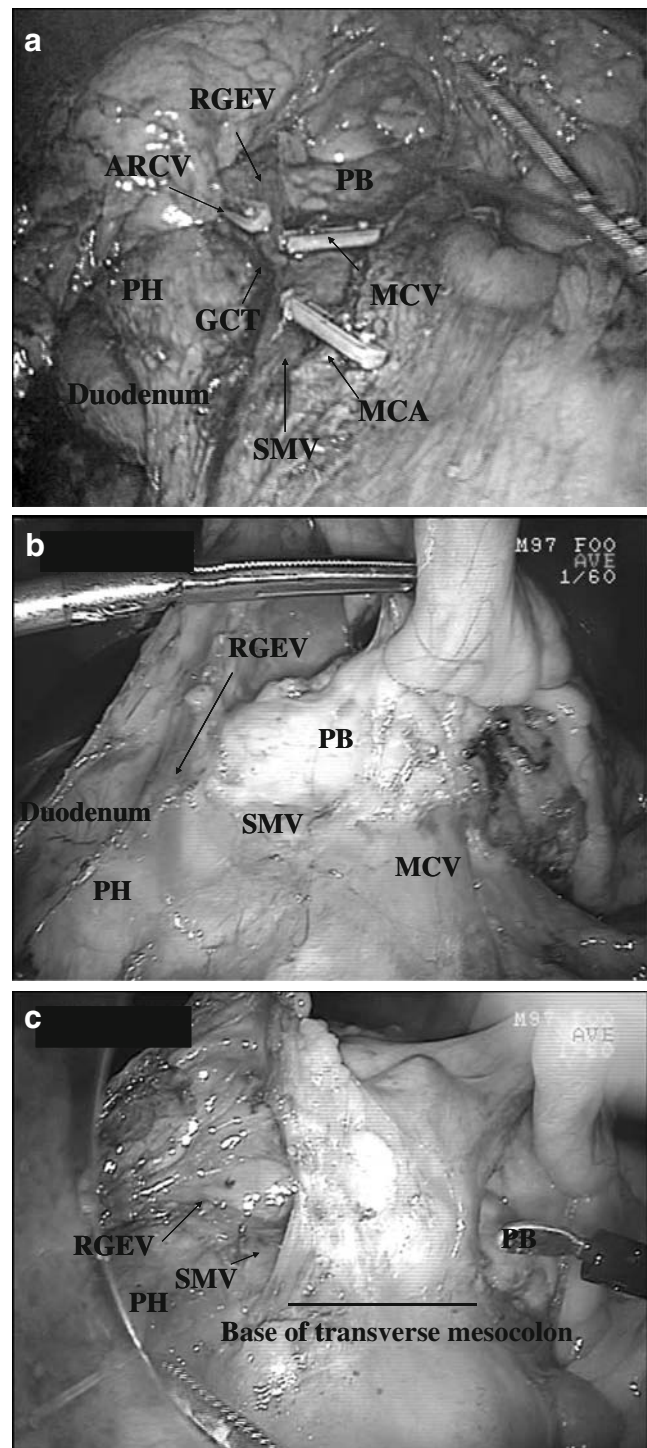 a
RGEV
ARCV
PB
PH
MCV
GCT
Duodenum
MCA
SMV
b
M97 F00
AVE
1/60
RGEV
PB
Duodenum
SMV
MCV
PH
c
M97 F00
AVE
RGEV
PB
SMV
PH
Base of transverse mesocolon